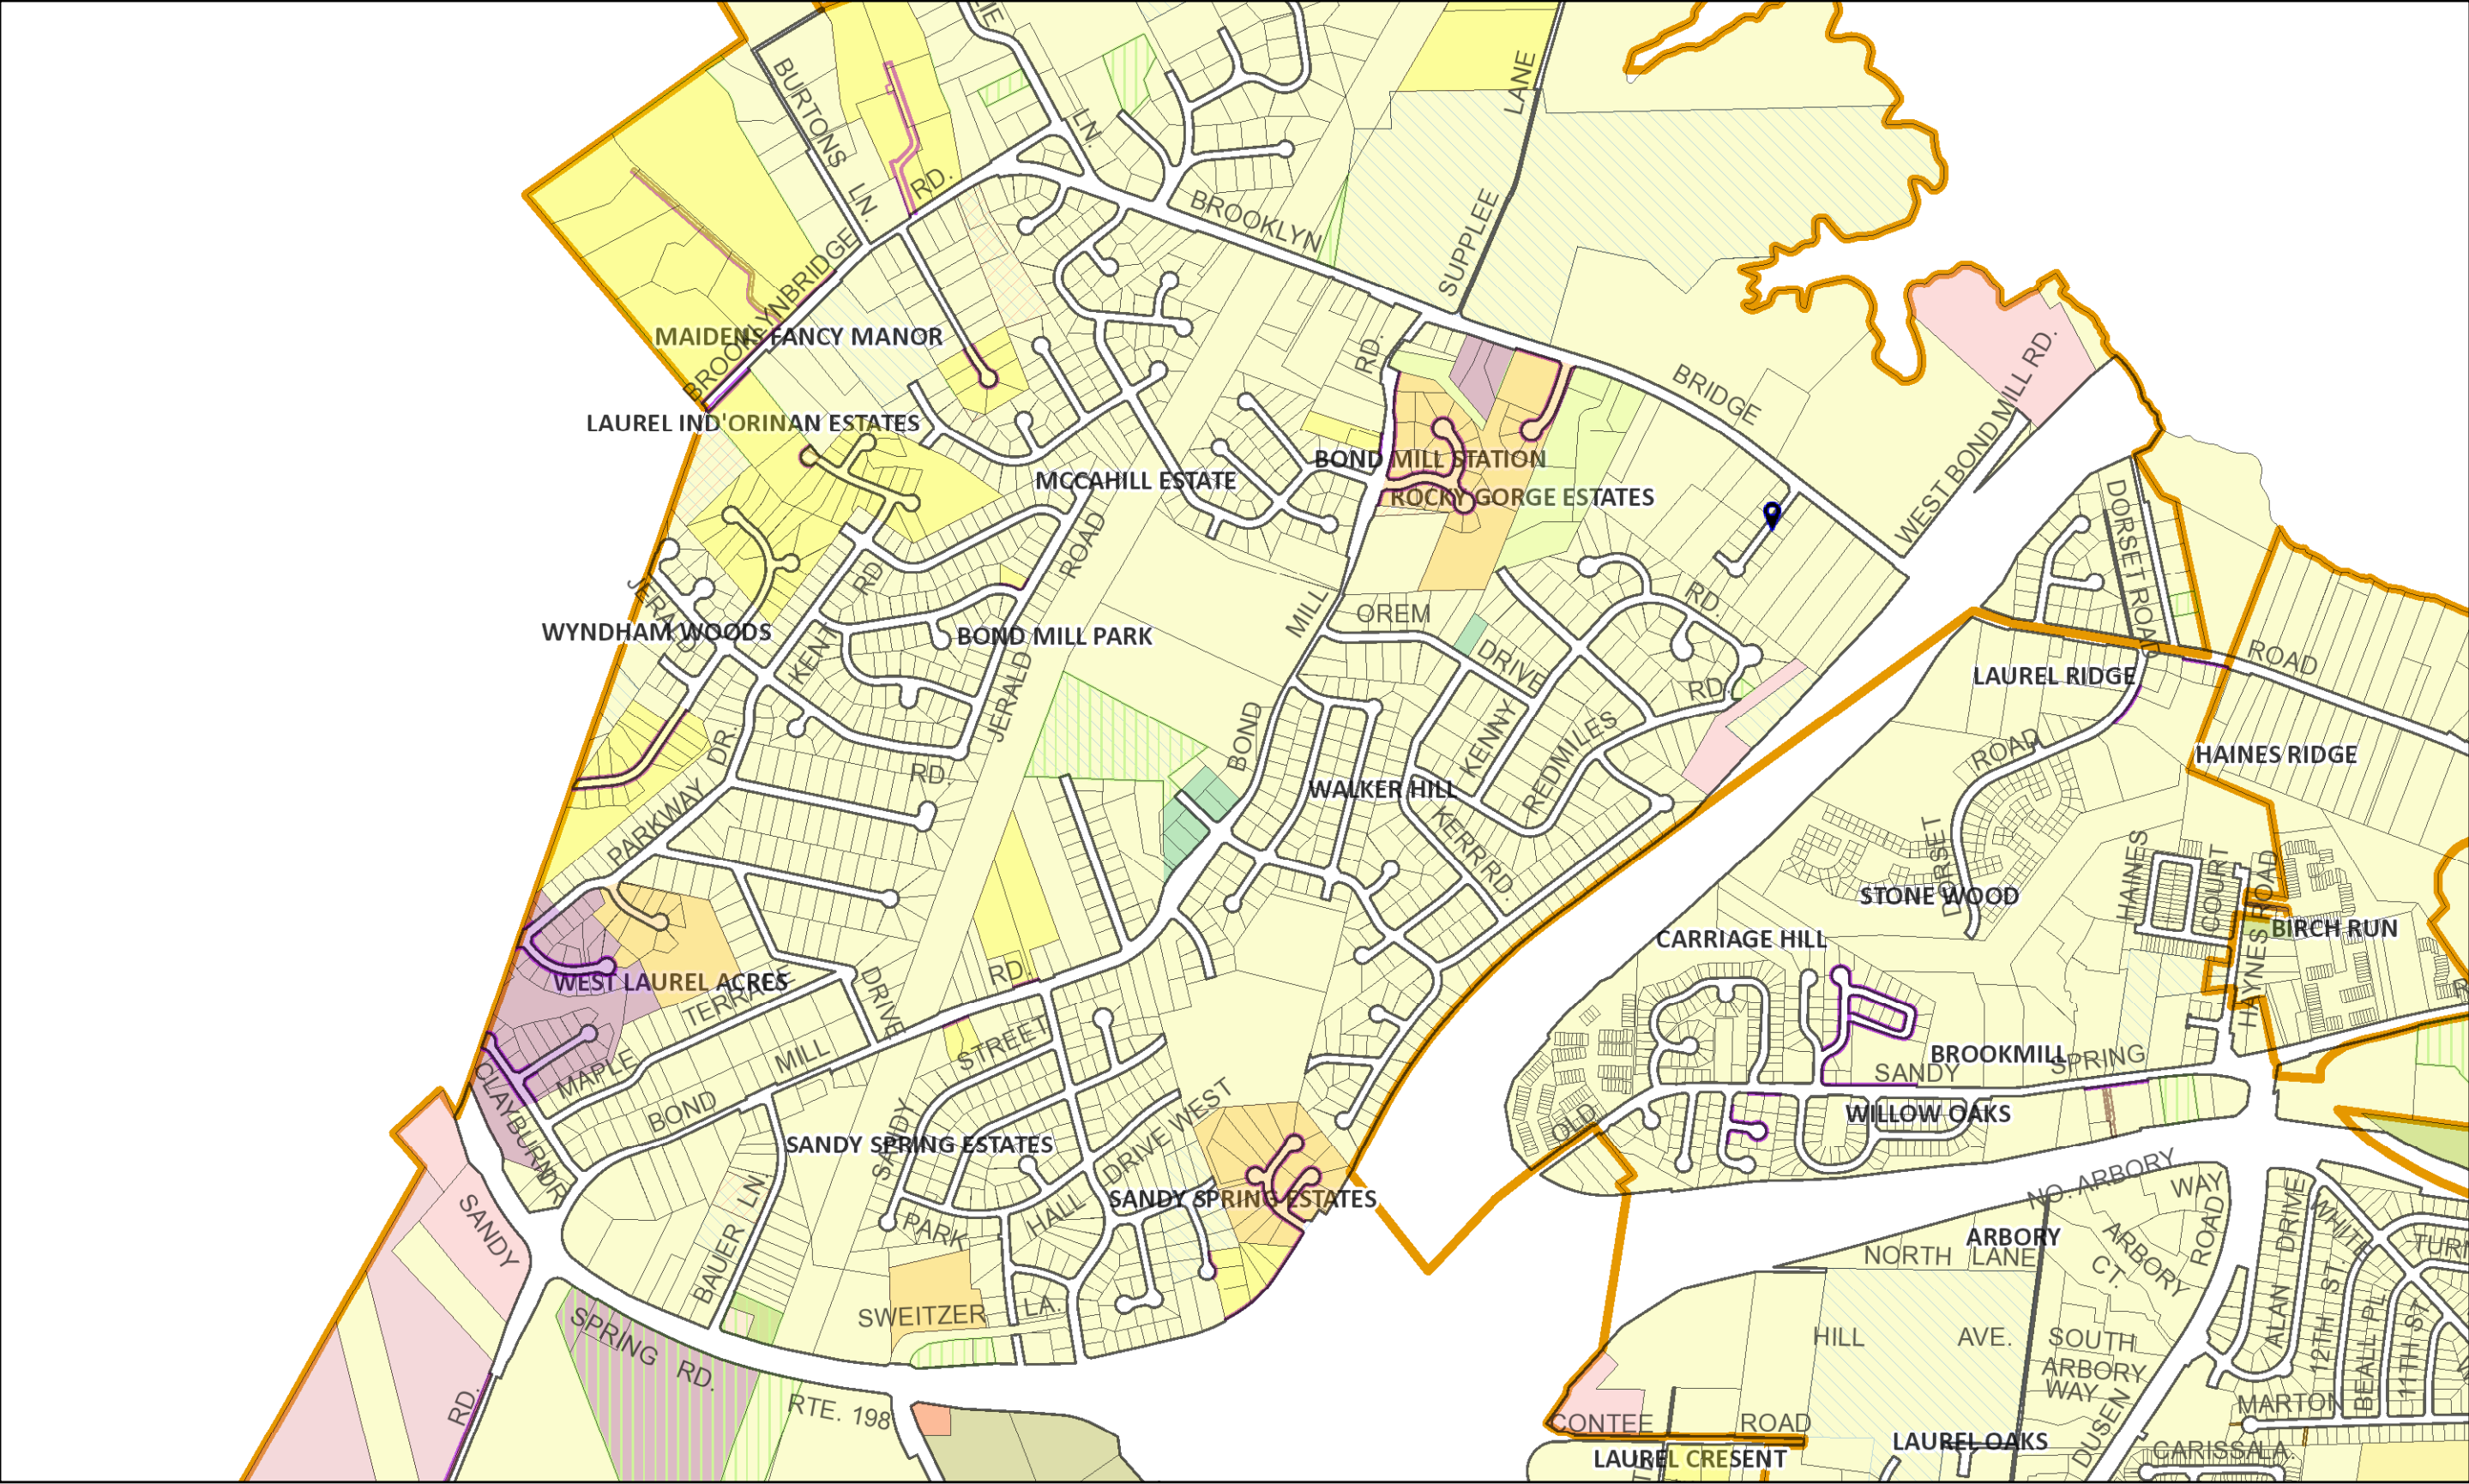 LN.
LANE
BURTONS
LN.
RD.
BROOKLYN
SUPPLEE
BROOKLYNBRIDGE
MAIDENS FANCY MANOR
RD.
BRIDGE
WEST BOND MILL RD.
LAUREL IND'ORINAN ESTATES
MCCAHILL ESTATE
BOND MILL STATION
ROCKY GORGE ESTATES
DORSET ROAD
ROAD
RD.
JERALD
WYNDHAM WOODS
KENT
BOND MILL PARK
MILL
OREM
DRIVE
RD.
RD.
ROAD
LAUREL RIDGE
JERALD
DR.
BOND
KENNY
REDMILES
ROAD
HAINES RIDGE
RD.
WALKER HILL
PARKWAY
KERR RD.
DORSET
STONE WOOD
HAINES
COURT
HAYNES ROAD
BIRCH RUN
CARRIAGE HILL
WEST LAUREL ACRES
TERRACE
DRIVE
RD.
STREET
MAPLE
MILL
BROOKMILL
SANDY
SPRING
CLAYBURN DR.
BOND
SANDY
DRIVE WEST
OLD
WILLOW OAKS
SANDY SPRING ESTATES
SANDY SPRING ESTATES
SANDY
BAUER LN.
PARK
HALL
NO. ARBORY
WAY
ARBORY
NORTH LANE
ARBORY
CT.
ROAD
DRIVE
WHITE
ST.
SWEITZER
LA.
SPRING
RD.
HILL
AVE.
SOUTH
ARBORY
WAY
ALAN
12TH
BEALL PL
11TH ST.
RD.
RTE. 198
CONTEE
ROAD
MARTON
DUSEN
LAUREL OAKS
LAUREL CRESENT
CARISSA LA.